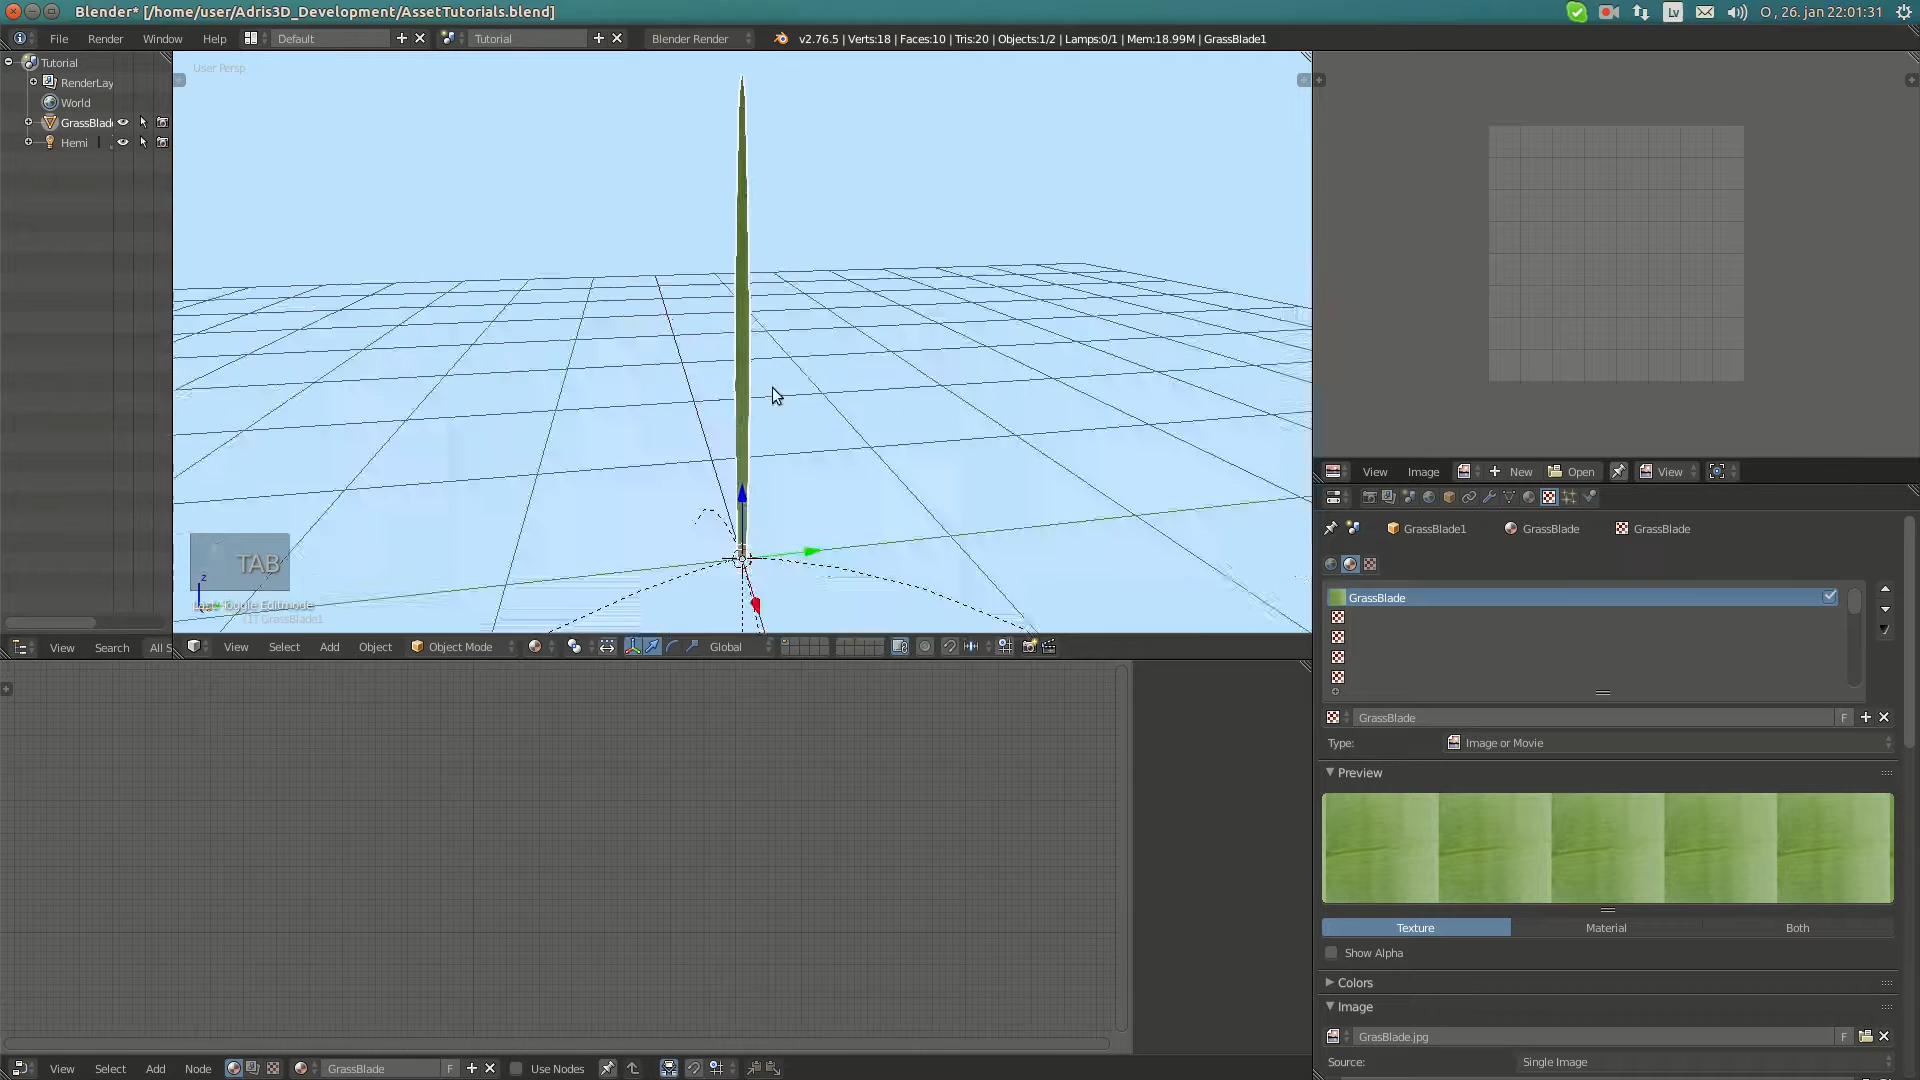 Blender* [/home/user/Adris3D_Development/AssetTutorials.blend]
Lv
O , 26. jan 22:01:31
File Render Window Help
Default
Tutorial
Blender Render
v2.76.5 | Verts:18 | Faces:10 | Tris:20 | Objects:1/2 | Lamps:0/1 | Mem:18.99M | GrassBlade1
Tutorial
RenderLay
World
GrassBlade
Hemi
User Persp
TAB
z
Last: Toggle Editmode
(1) GrassBlade1
View Search All S
View Select Add Object
Object Mode
Global
View Image
New
Open
View
GrassBlade1
GrassBlade
GrassBlade
GrassBlade
GrassBlade
F
Type:
Image or Movie
Preview
Texture
Material
Both
Show Alpha
Colors
Image
GrasBlade.jpg
F
Source:
Single Image
View Select Add Node
GrassBlade
F
Use Nodes